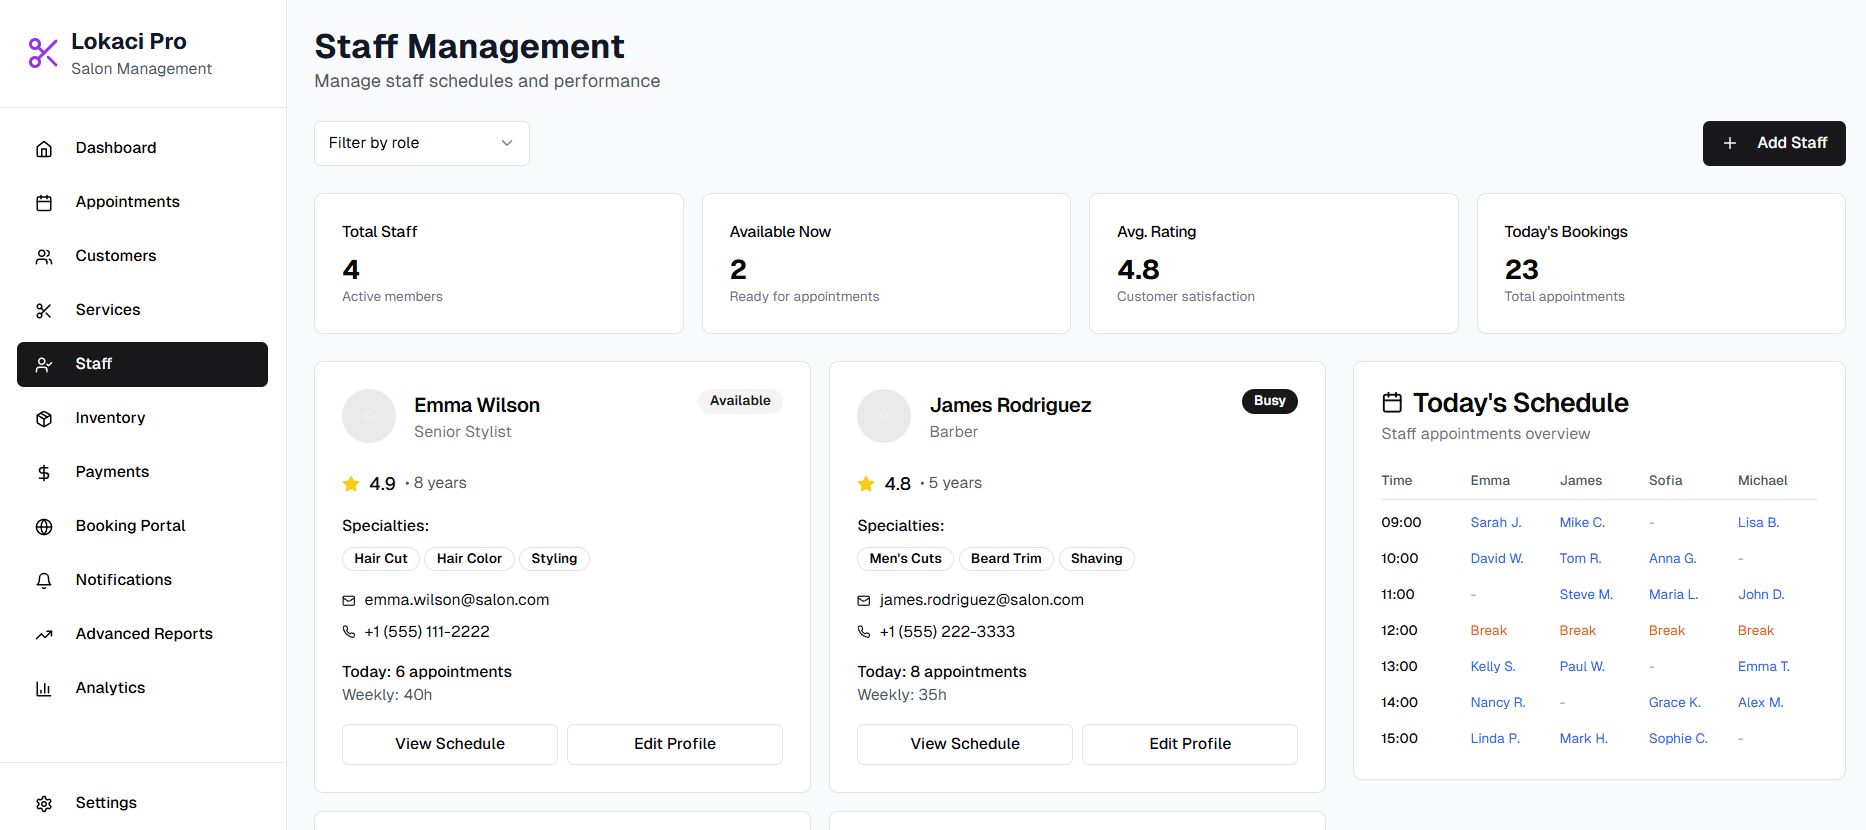 Lokaci Pro
Salon Management
Dashboard
Appointments
Customers
Services
Staff
Inventory
Payments
Booking Portal
Notifications
Advanced Reports
Analytics
Settings
Staff Management
Manage staff schedules and performance
Filter by role
Add Staff
Total Staff
4
Active members
Available Now
2
Ready for appointments
Avg. Rating
4.8
Customer satisfaction
Today's Bookings
23
Total appointments
Emma Wilson
Available
Senior Stylist
4.9 • 8 years
Specialties:
Hair Cut Hair Color Styling
emma.wilson@salon.com
+1 (555) 111-2222
Today: 6 appointments
Weekly: 40h
View Schedule Edit Profile
James Rodriguez
Busy
Barber
4.8 • 5 years
Specialties:
Men's Cuts Beard Trim Shaving
james.rodriguez@salon.com
+1 (555) 222-3333
Today: 8 appointments
Weekly: 35h
View Schedule Edit Profile
Today's Schedule
Staff appointments overview
Time Emma James Sofia Michael
09:00 Sarah J. Mike C. - Lisa B.
10:00 David W. Tom R. Anna G. -
11:00 - Steve M. Maria L. John D.
12:00 Break Break Break Break
13:00 Kelly S. Paul W. - Emma T.
14:00 Nancy R. - Grace K. Alex M.
15:00 Linda P. Mark H. Sophie C. -